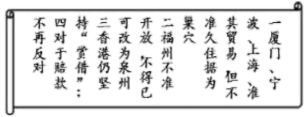 一厦门、宁
波、上海、准
其贸易,但不
准久住据为
巢穴
二福州不准
开放,不得已
可改为泉州
三香港仍坚
持“赏借”;
四对于赔款
不再反对